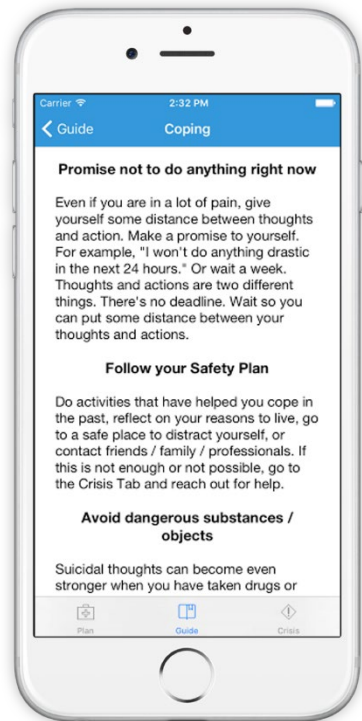 Carrier 2:32 PM
Guide Coping
Promise not to do anything right now
Even if you are in a lot of pain, give
yourself some distance between thoughts
and action. Make a promise to yourself.
For example, "I won't do anything drastic
in the next 24 hours." Or wait a week.
Thoughts and actions are two different
things. There's no deadline. Wait so you
can put some distance between your
thoughts and actions.
Follow your Safety Plan
Do activities that have helped you cope in
the past, reflect on your reasons to live, go
to a safe place to distract yourself, or
contact friends / family / professionals. If
this is not enough or not possible, go to
the Crisis Tab and reach out for help.
Avoid dangerous substances /
objects
Suicidal thoughts can become even
stronger when you have taken drugs or
Plan Guide Crisis